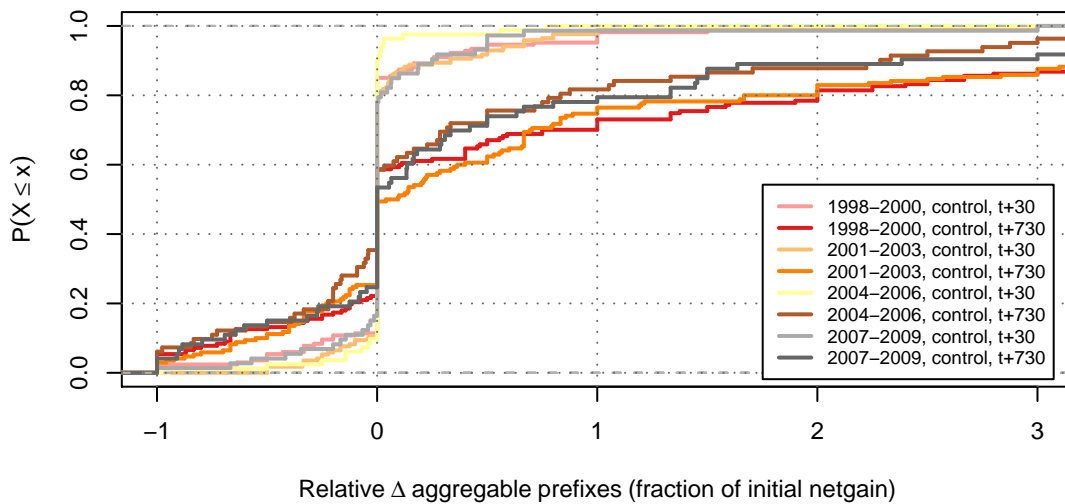 P(X ≤ x)
1.0
0.8
0.6
0.4
0.2
0.0
1998−2000, control, t+30
1998−2000, control, t+730
2001−2003, control, t+30
2001−2003, control, t+730
2004−2006, control, t+30
2004−2006, control, t+730
2007−2009, control, t+30
2007−2009, control, t+730
−1 0 1 2 3
Relative Δ aggregable prefixes (fraction of initial netgain)